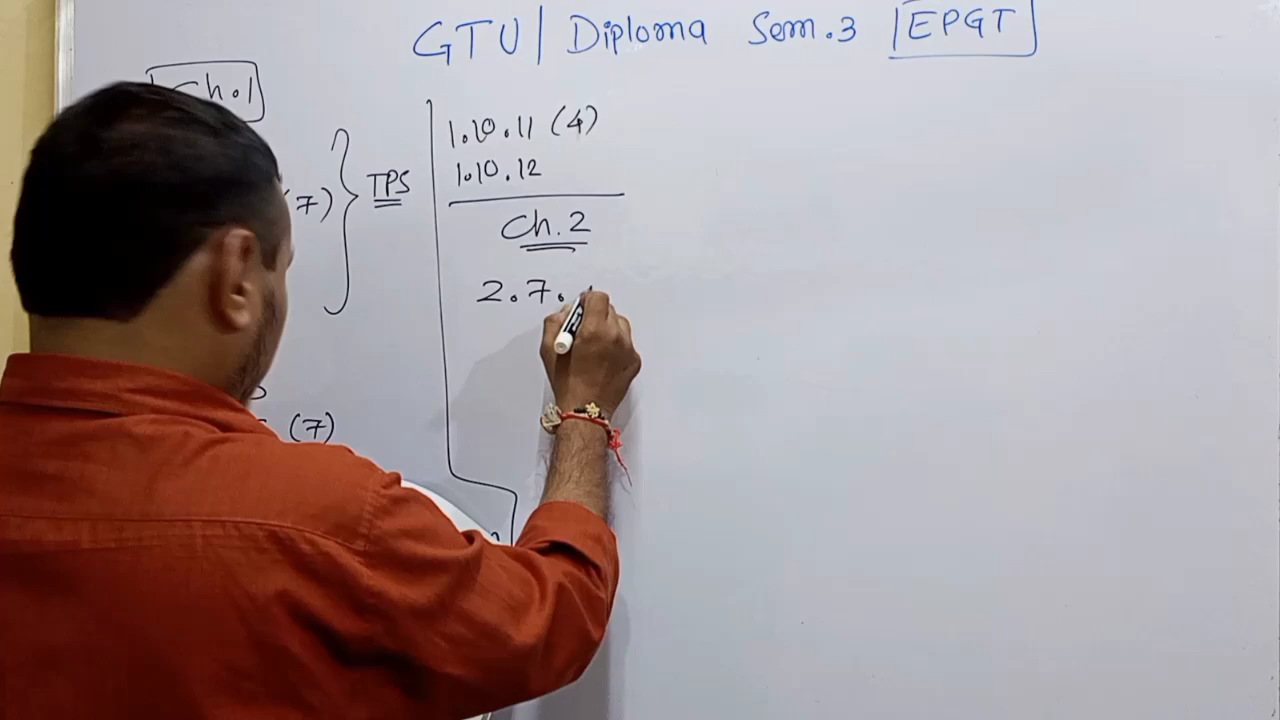 GTU | Diploma Sem.3 EPGT
Ch.1
(7)
TPS
(7)
1.10.11 (4)
1.10.12
Ch.2
2.7.